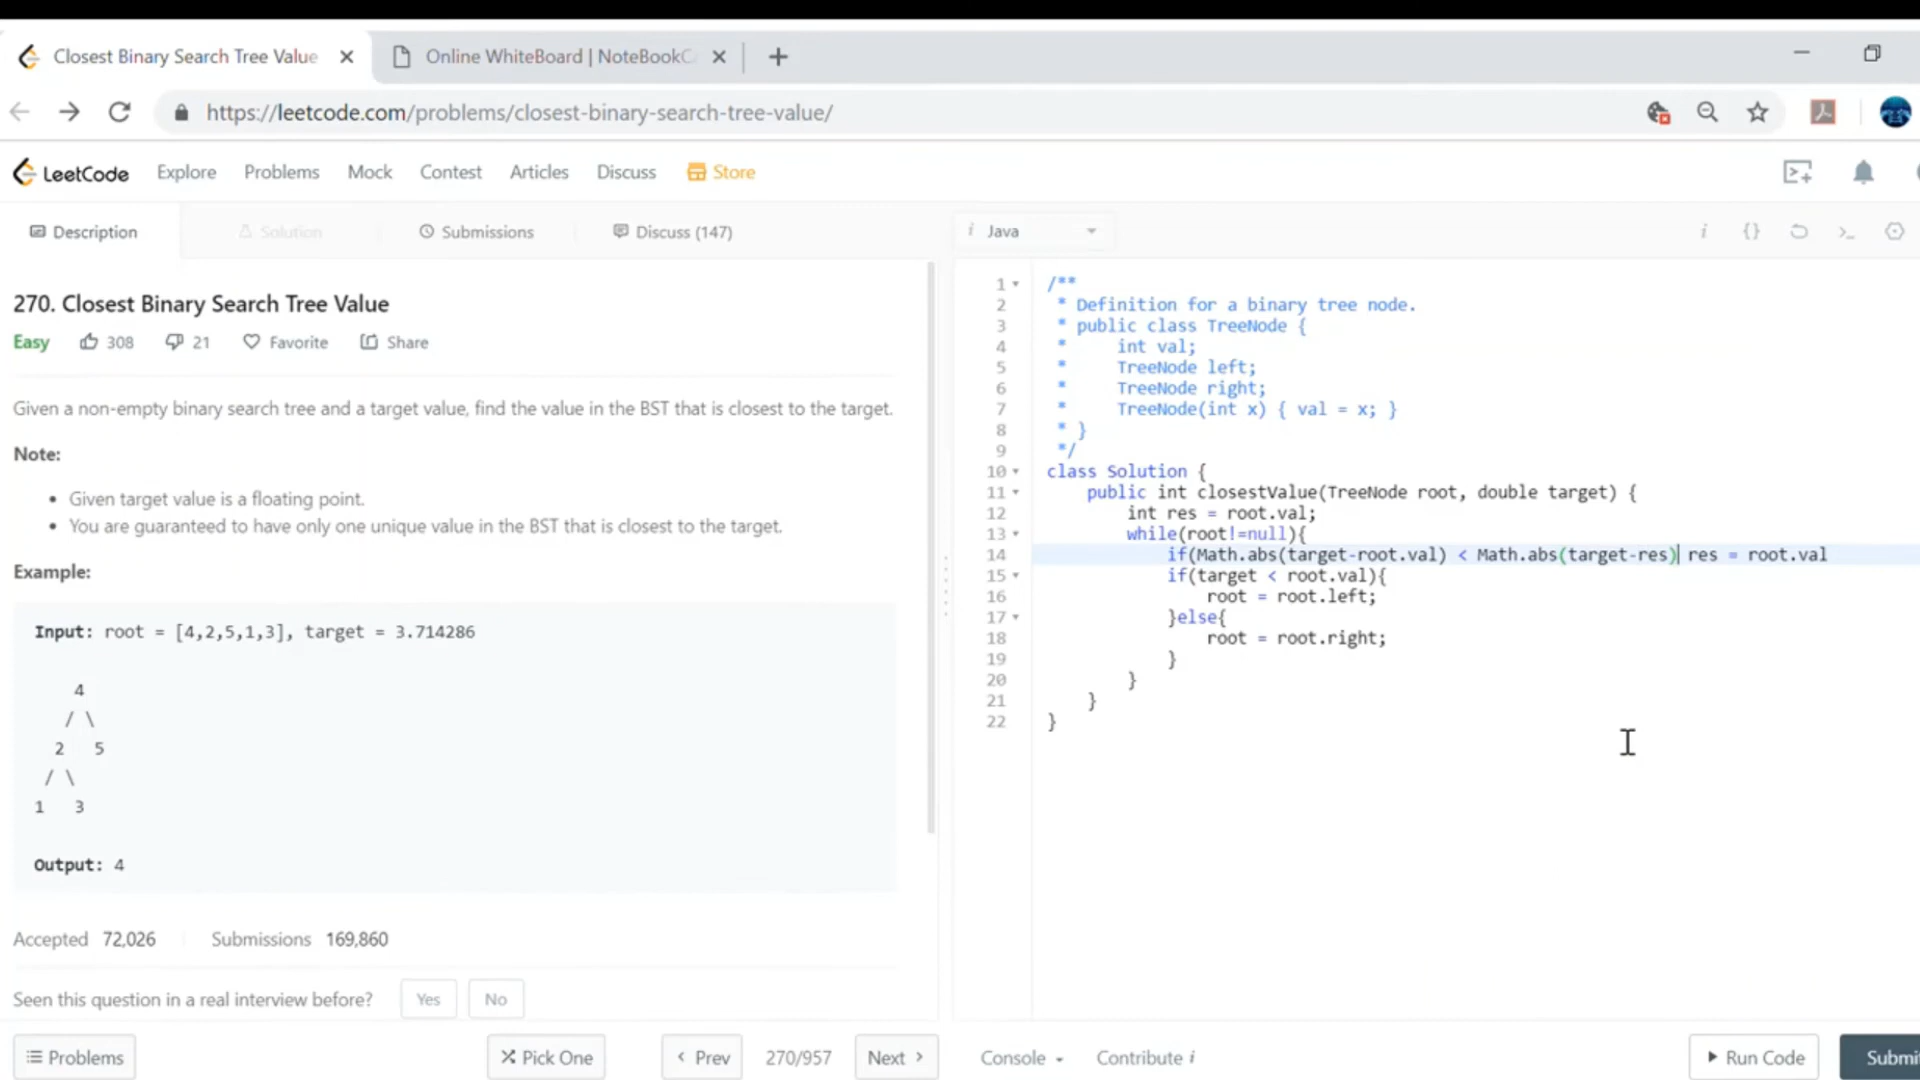 Closest Binary Search Tree Value
Online WhiteBoard | NoteBookC
https://leetcode.com/problems/closest-binary-search-tree-value/
LeetCode Explore Problems Mock Contest Articles Discuss Store
Description Solution Submissions Discuss (147)
270. Closest Binary Search Tree Value
Easy 308 21 Favorite Share
Given a non-empty binary search tree and a target value, find the value in the BST that is closest to the target.
Note:
• Given target value is a floating point.
• You are guaranteed to have only one unique value in the BST that is closest to the target.
Example:
Input: root = [4,2,5,1,3], target = 3.714286
4
/ \
2 5
/ \
1 3
Output: 4
Accepted 72,026 Submissions 169,860
Seen this question in a real interview before? Yes No
Problems Pick One < Prev 270/957 Next >
i Java
i {} >_
1 /**
2 * Definition for a binary tree node.
3 * public class TreeNode {
4 *     int val;
5 *     TreeNode left;
6 *     TreeNode right;
7 *     TreeNode(int x) { val = x; }
8 * }
9 */
10 class Solution {
11     public int closestValue(TreeNode root, double target) {
12         int res = root.val;
13         while(root!=null){
14             if(Math.abs(target-root.val) < Math.abs(target-res) res = root.val
15             if(target < root.val){
16                 root = root.left;
17             }else{
18                 root = root.right;
19             }
20         }
21     }
22 }
Console Contribute i Run Code Submi